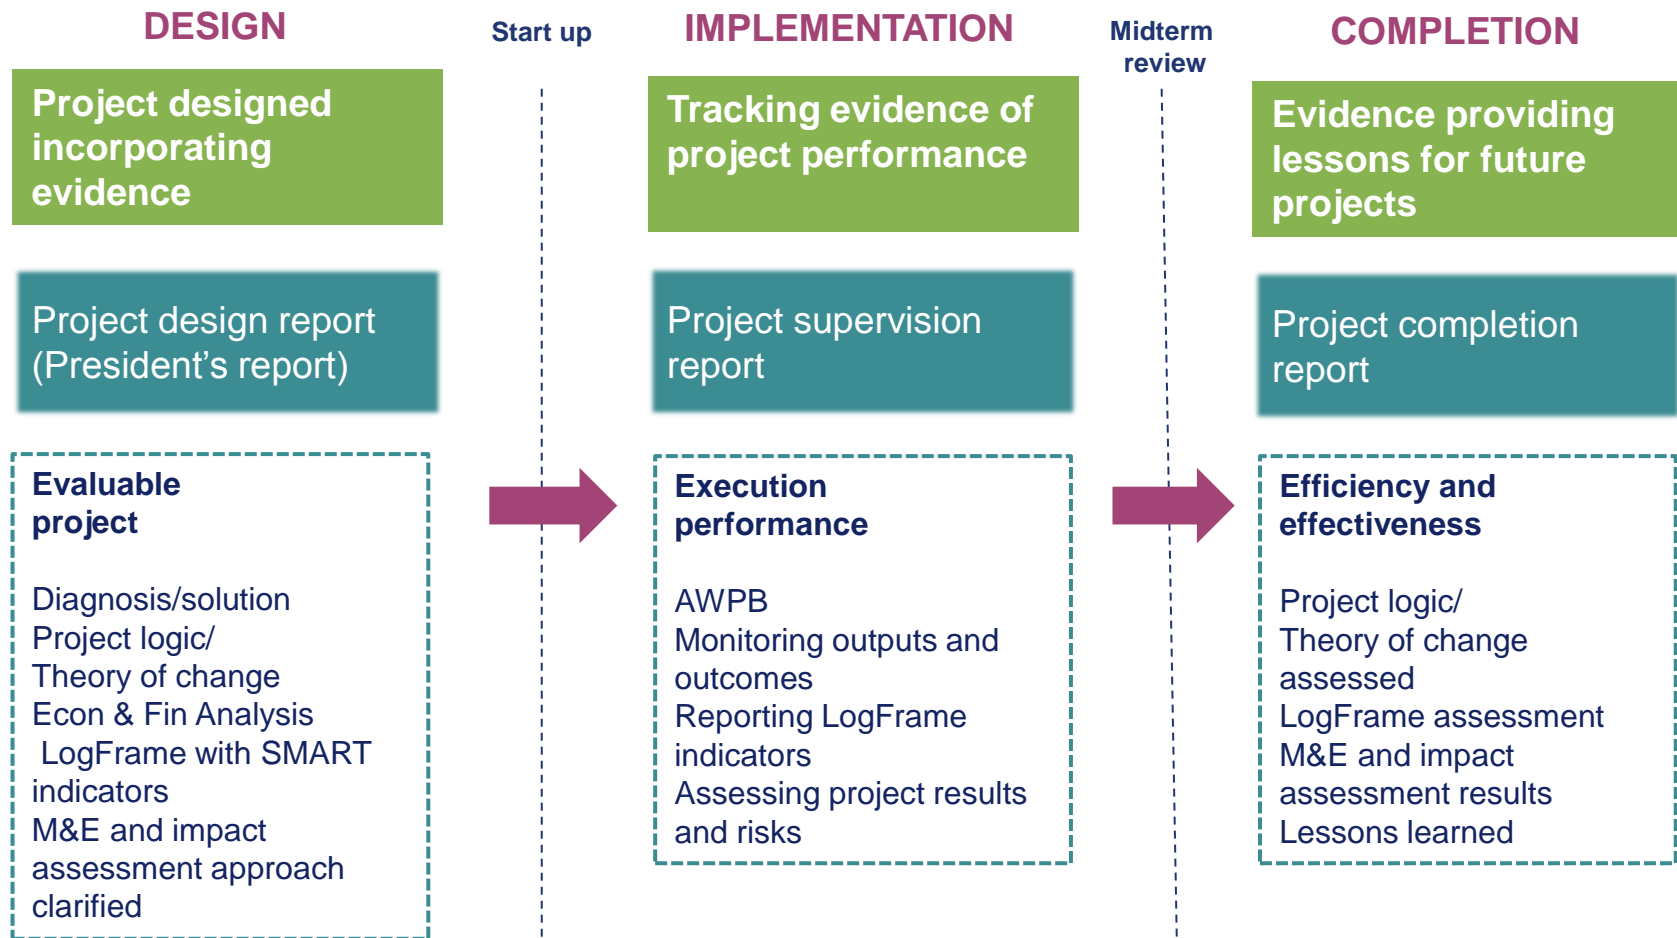 DESIGN
Start up
IMPLEMENTATION
Midterm
review
COMPLETION
Project designed
incorporating
evidence
Tracking evidence of
project performance
Evidence providing
lessons for future
projects
Project design report
(President’s report)
Project supervision
report
Project completion
report
Evaluable
project
Diagnosis/solution
Project logic/
Theory of change
Econ & Fin Analysis
LogFrame with SMART
indicators
M&E and impact
assessment approach
clarified
Execution
performance
AWPB
Monitoring outputs and
outcomes
Reporting LogFrame
indicators
Assessing project results
and risks
Efficiency and
effectiveness
Project logic/
Theory of change
assessed
LogFrame assessment
M&E and impact
assessment results
Lessons learned